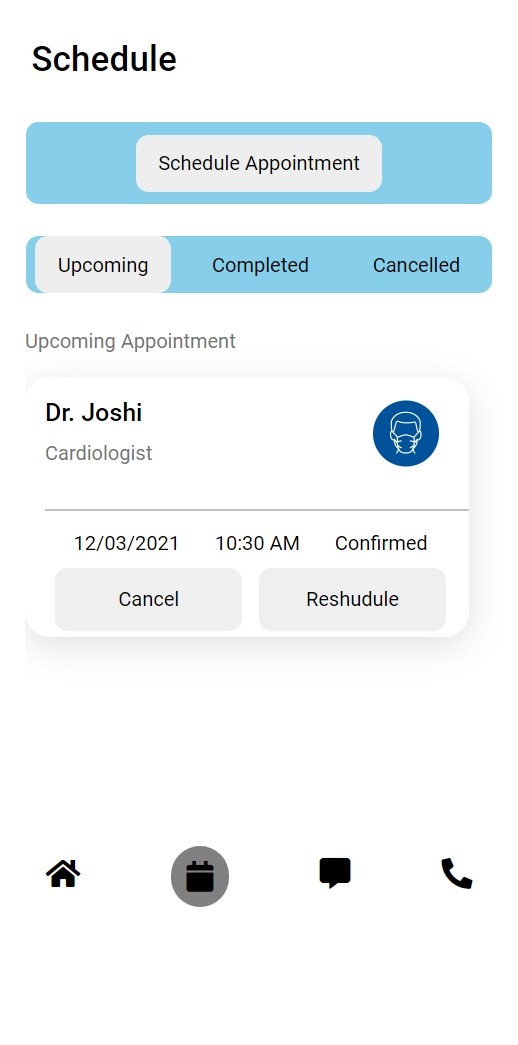 Schedule
Schedule Appointment
Upcoming Completed Cancelled
Upcoming Appointment
Dr. Joshi
Cardiologist
12/03/2021 10:30 AM Confirmed
Cancel Reshudule